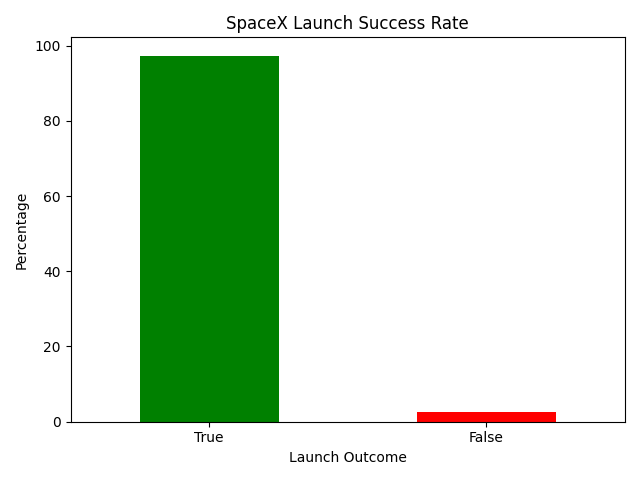 SpaceX Launch Success Rate
100
80
60
40
20
0
Percentage
True
False
Launch Outcome